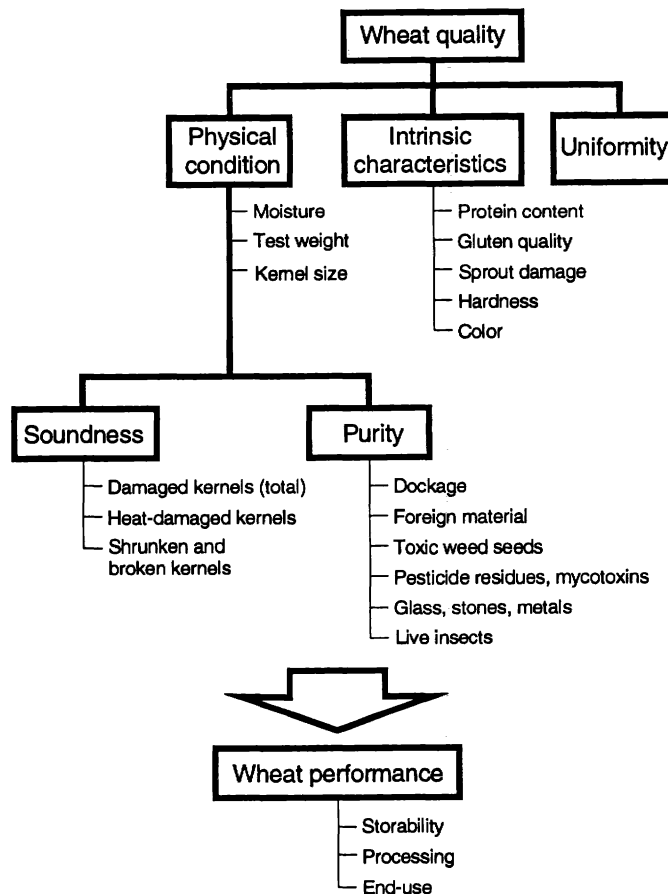 Wheat quality
Physical
condition
Intrinsic
characteristics
Uniformity
Moisture
Test weight
Kernel size
Protein content
Gluten quality
Sprout damage
Hardness
Color
Soundness
Damaged kernels (total)
Heat-damaged kernels
Shrunken and
broken kernels
Purity
Dockage
Foreign material
Toxic weed seeds
Pesticide residues, mycotoxins
Glass, stones, metals
Live insects
Wheat performance
Storability
Processing
End-use